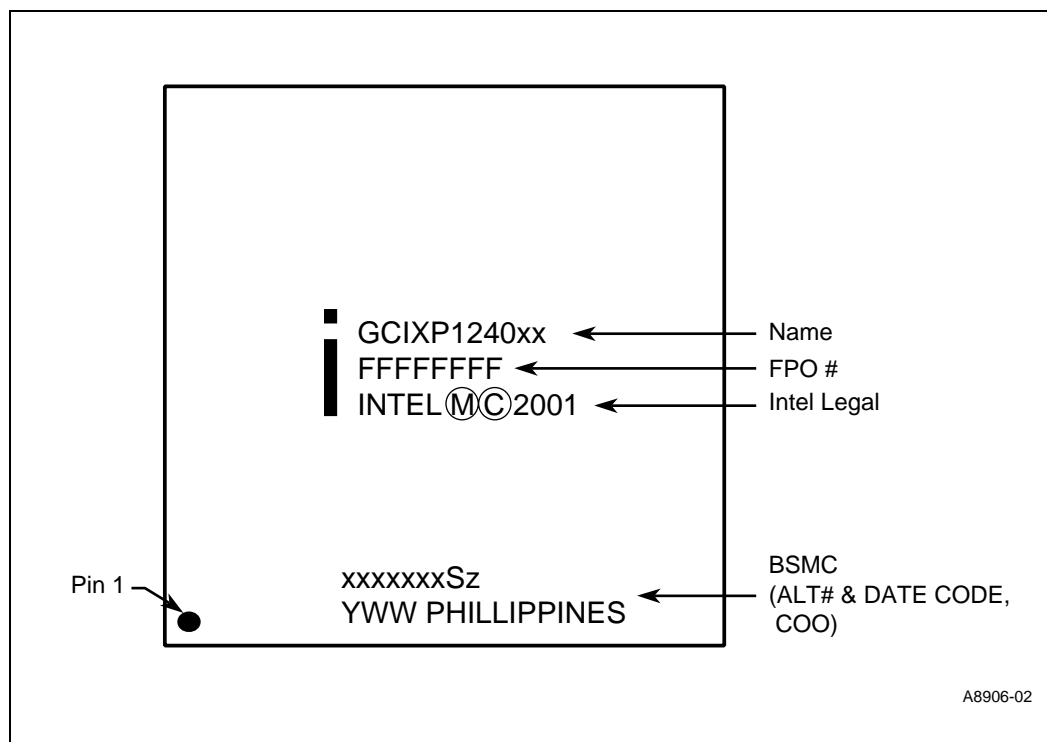 GCIXP1240xx
Name
FFFFFFFF
FPO #
INTEL Ⓜ Ⓒ 2001
Intel Legal
Pin 1
xxxxxxxSz
YWW PHILLIPPINES
BSMC
(ALT# & DATE CODE,
COO)
A8906-02